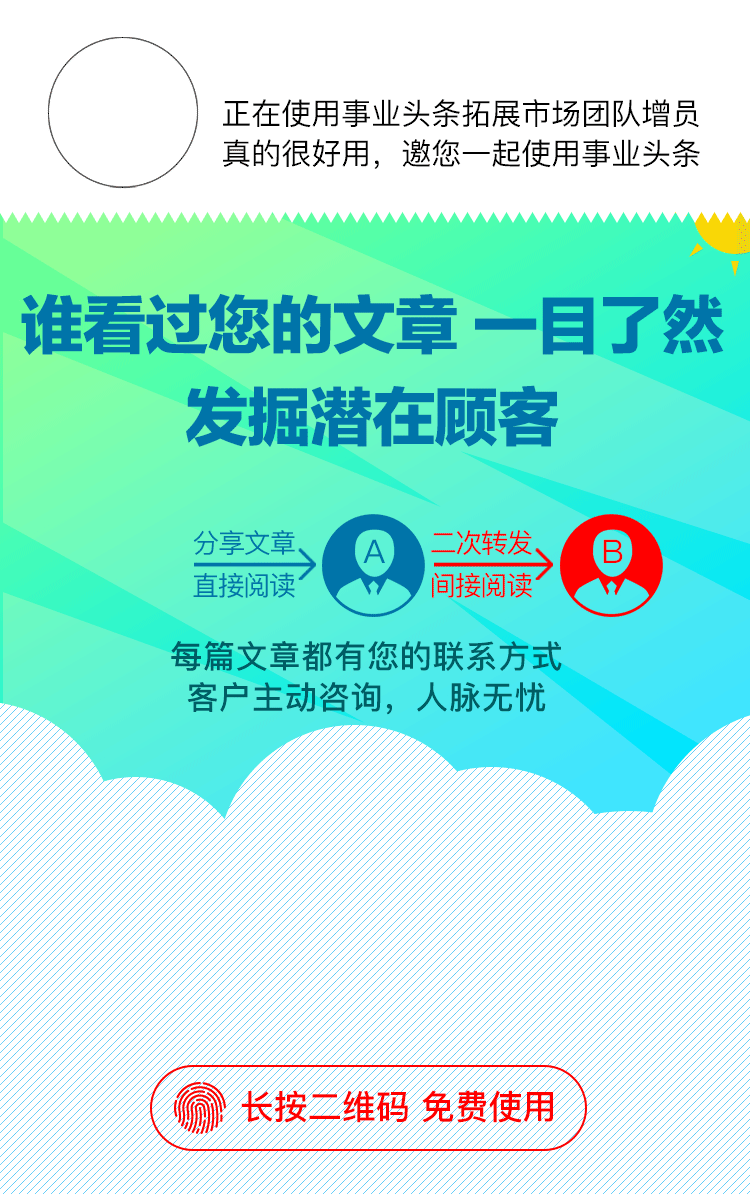 正在使用事业头条拓展市场团队增员
真的很好用，邀您一起使用事业头条
谁看过您的文章 一目了然
发掘潜在顾客
分享文章
直接阅读
A
二次转发
间接阅读
B
每篇文章都有您的联系方式
客户主动咨询，人脉无忧
长按二维码 免费使用